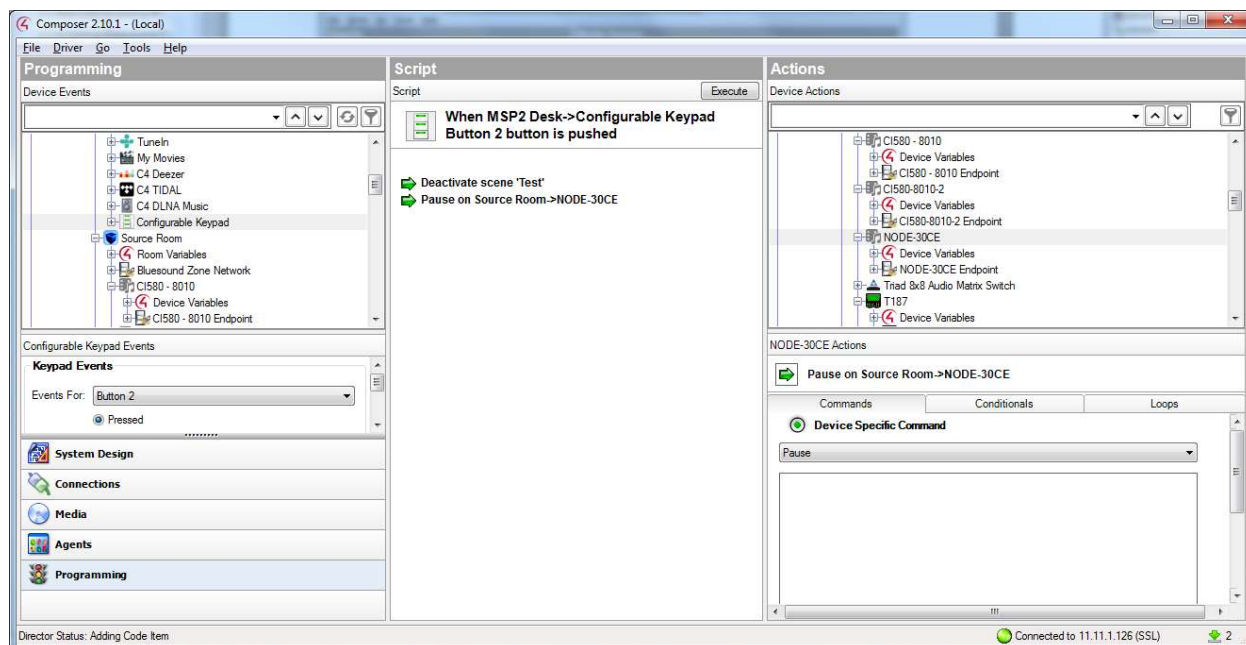 Composer 2.10.1 - (Local)
File Driver Go Tools Help
Programming
Device Events
TuneIn
My Movies
C4 Deezer
C4 TIDAL
C4 DLNA Music
Configurable Keypad
Source Room
Room Variables
Bluesound Zone Network
CI580 - 8010
Device Variables
CI580 - 8010 Endpoint
Configurable Keypad Events
Keypad Events
Events For: Button 2
Pressed
System Design
Connections
Media
Agents
Programming
Script
Script Execute
When MSP2 Desk->Configurable Keypad
Button 2 button is pushed
Deactivate scene 'Test'
Pause on Source Room->NODE-30CE
Actions
Device Actions
CI580 - 8010
Device Variables
CI580 - 8010 Endpoint
CI580-8010-2
Device Variables
CI580-8010-2 Endpoint
NODE-30CE
Device Variables
NODE-30CE Endpoint
Triad 8x8 Audio Matrix Switch
T187
Device Variables
NODE-30CE Actions
Pause on Source Room->NODE-30CE
Commands Conditionals Loops
Device Specific Command
Pause
Director Status: Adding Code Item
Connected to 11.11.1.126 (SSL) 2